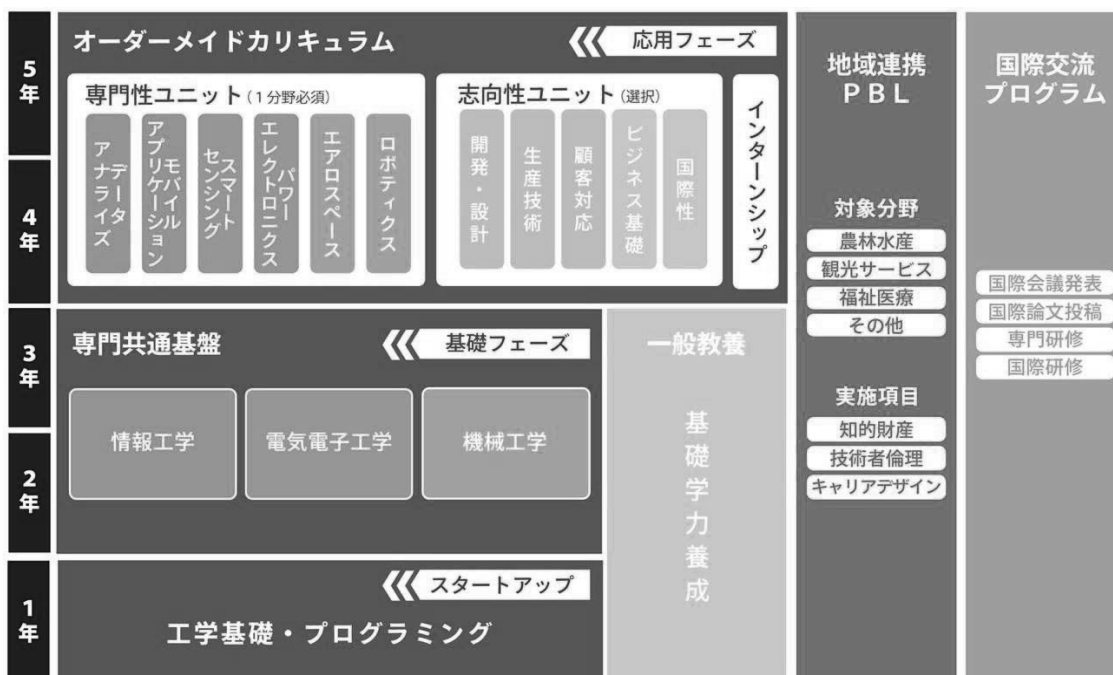 5年
4年
3年
2年
1年
オーダーメイドカリキュラム
応用フェーズ
専門性ユニット(1分野必須)
データアナライズ
モバイルアプリケーション
スマートセンシング
パワーエレクトロニクス
エアロスペース
ロボティクス
志向性ユニット(選択)
開発・設計
生産技術
顧客対応
ビジネス基礎
国際性
インターンシップ
専門共通基盤
基礎フェーズ
情報工学
電気電子工学
機械工学
スタートアップ
工学基礎・プログラミング
一般教養
基礎学力養成
地域連携
PBL
対象分野
農林水産
観光サービス
福祉医療
その他
実施項目
知的財産
技術者倫理
キャリアデザイン
国際交流
プログラム
国際会議発表
国際論文投稿
専門研修
国際研修